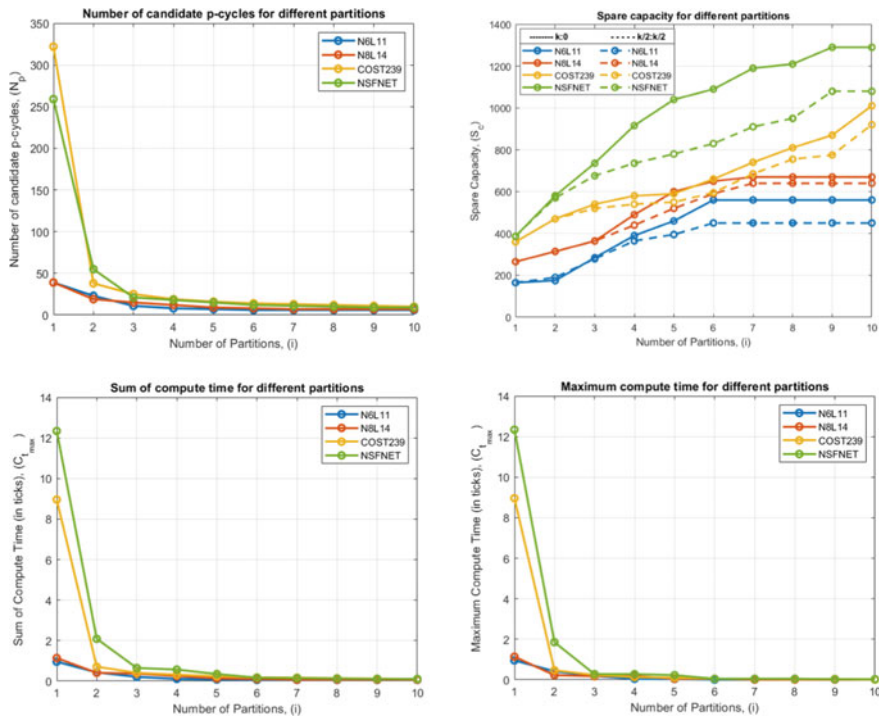 Number of candidate p-cycles for different partitions
350
300
250
200
150
100
50
0
Number of candidate p-cycles, (Np)
N6L11
N8L14
COST239
NSFNET
1 2 3 4 5 6 7 8 9 10
Number of Partitions, (i)
Spare capacity for different partitions
1400
1200
1000
800
600
400
200
0
Spare Capacity, (Sc)
k:0 k/2:k/2
N6L11 N6L11
N8L14 N8L14
COST239 COST239
NSFNET NSFNET
1 2 3 4 5 6 7 8 9 10
Number of Partitions, (i)
Sum of compute time for different partitions
14
12
10
8
6
4
2
0
Sum of Compute Time (in ticks), (Ctmax)
N6L11
N8L14
COST239
NSFNET
1 2 3 4 5 6 7 8 9 10
Number of Partitions, (i)
Maximum compute time for different partitions
14
12
10
8
6
4
2
0
Maximum Compute Time (in ticks), (Ctmax)
N6L11
N8L14
COST239
NSFNET
1 2 3 4 5 6 7 8 9 10
Number of Partitions, (i)